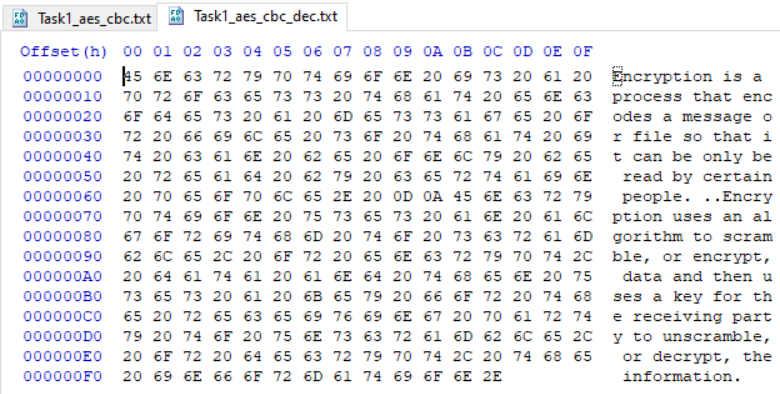 Task1_aes_cbc.txt Task1_aes_cbc_dec.txt
Offset(h) 00 01 02 03 04 05 06 07 08 09 0A 0B 0C 0D 0E 0F
00000000 45 6E 63 72 79 70 74 69 6F 6E 20 69 73 20 61 20 Encryption is a
00000010 70 72 6F 63 65 73 73 20 74 68 61 74 20 65 6E 63 process that enc
00000020 6F 64 65 73 20 61 20 6D 65 73 73 61 67 65 20 6F odes a message o
00000030 72 20 66 69 6C 65 20 73 6F 20 74 68 61 74 20 69 r file so that i
00000040 74 20 63 61 6E 20 62 65 20 6F 6E 6C 79 20 62 65 t can be only be
00000050 20 72 65 61 64 20 62 79 20 63 65 72 74 61 69 6E read by certain
00000060 20 70 65 6F 70 6C 65 2E 20 0D 0A 45 6E 63 72 79 people. ..Encry
00000070 70 74 69 6F 6E 20 75 73 65 73 20 61 6E 20 61 6C ption uses an al
00000080 67 6F 72 69 74 68 6D 20 74 6F 20 73 63 72 61 6D gorithm to scram
00000090 62 6C 65 2C 20 6F 72 20 65 6E 63 72 79 70 74 2C ble, or encrypt,
000000A0 20 64 61 74 61 20 61 6E 64 20 74 68 65 6E 20 75 data and then u
000000B0 73 65 73 20 61 20 6B 65 79 20 66 6F 72 20 74 68 ses a key for th
000000C0 65 20 72 65 63 65 69 76 69 6E 67 20 70 61 72 74 e receiving part
000000D0 79 20 74 6F 20 75 6E 73 63 72 61 6D 62 6C 65 2C y to unscramble,
000000E0 20 6F 72 20 64 65 63 72 79 70 74 2C 20 74 68 65 or decrypt, the
000000F0 20 69 6E 66 6F 72 6D 61 74 69 6F 6E 2E information.